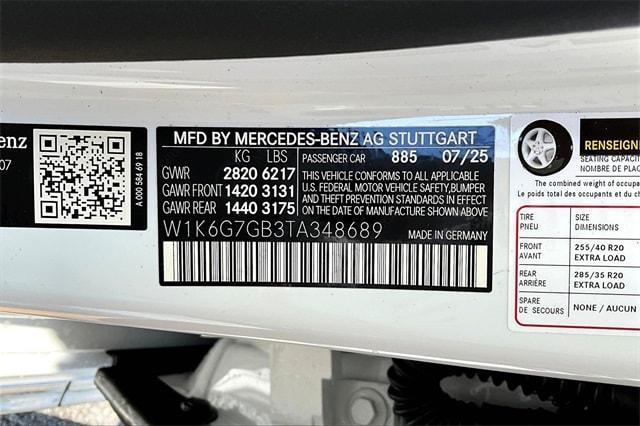 enz
07
A 000 584 69 18
MFD BY MERCEDES-BENZ AG STUTTGART
KG LBS PASSENGER CAR 885 07/25
GVWR 2820 6217
GAWR FRONT 1420 3131
GAWR REAR 1440 3175
THIS VEHICLE CONFORMS TO ALL APPLICABLE
U.S. FEDERAL MOTOR VEHICLE SAFETY,BUMPER
AND THEFT PREVENTION STANDARDS IN EFFECT
ON THE DATE OF MANUFACTURE SHOWN ABOVE.
W1K6G7GB3TA348689 MADE IN GERMANY
RENSEIGNE
SEATING CAPACIT
NOMBRE DE PLAC
The combined weight of occupa
Le poids total des occupants et du ch
TIRE SIZE
PNEU DIMENSIONS
FRONT 255/40 R20
AVANT EXTRA LOAD
REAR 285/35 R20
ARRIÈRE EXTRA LOAD
SPARE NONE / AUCUN
DE SECOURS